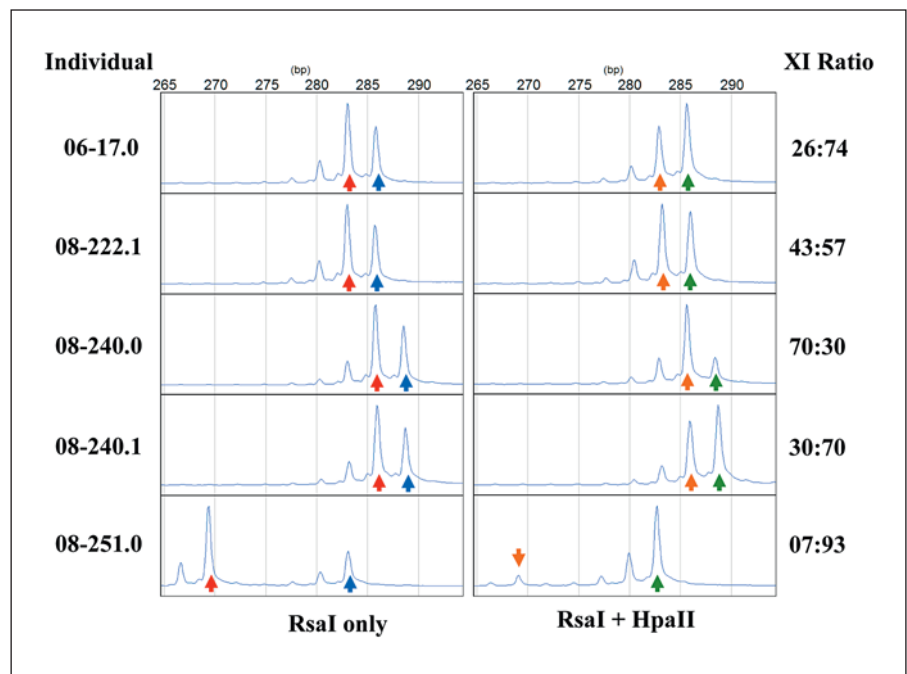 Individual
XI Ratio
(bp)
265 270 275 280 285 290
(bp)
265 270 275 280 285 290
06-17.0
26:74
08-222.1
43:57
08-240.0
70:30
08-240.1
30:70
08-251.0
07:93
RsaI only
RsaI + HpaII